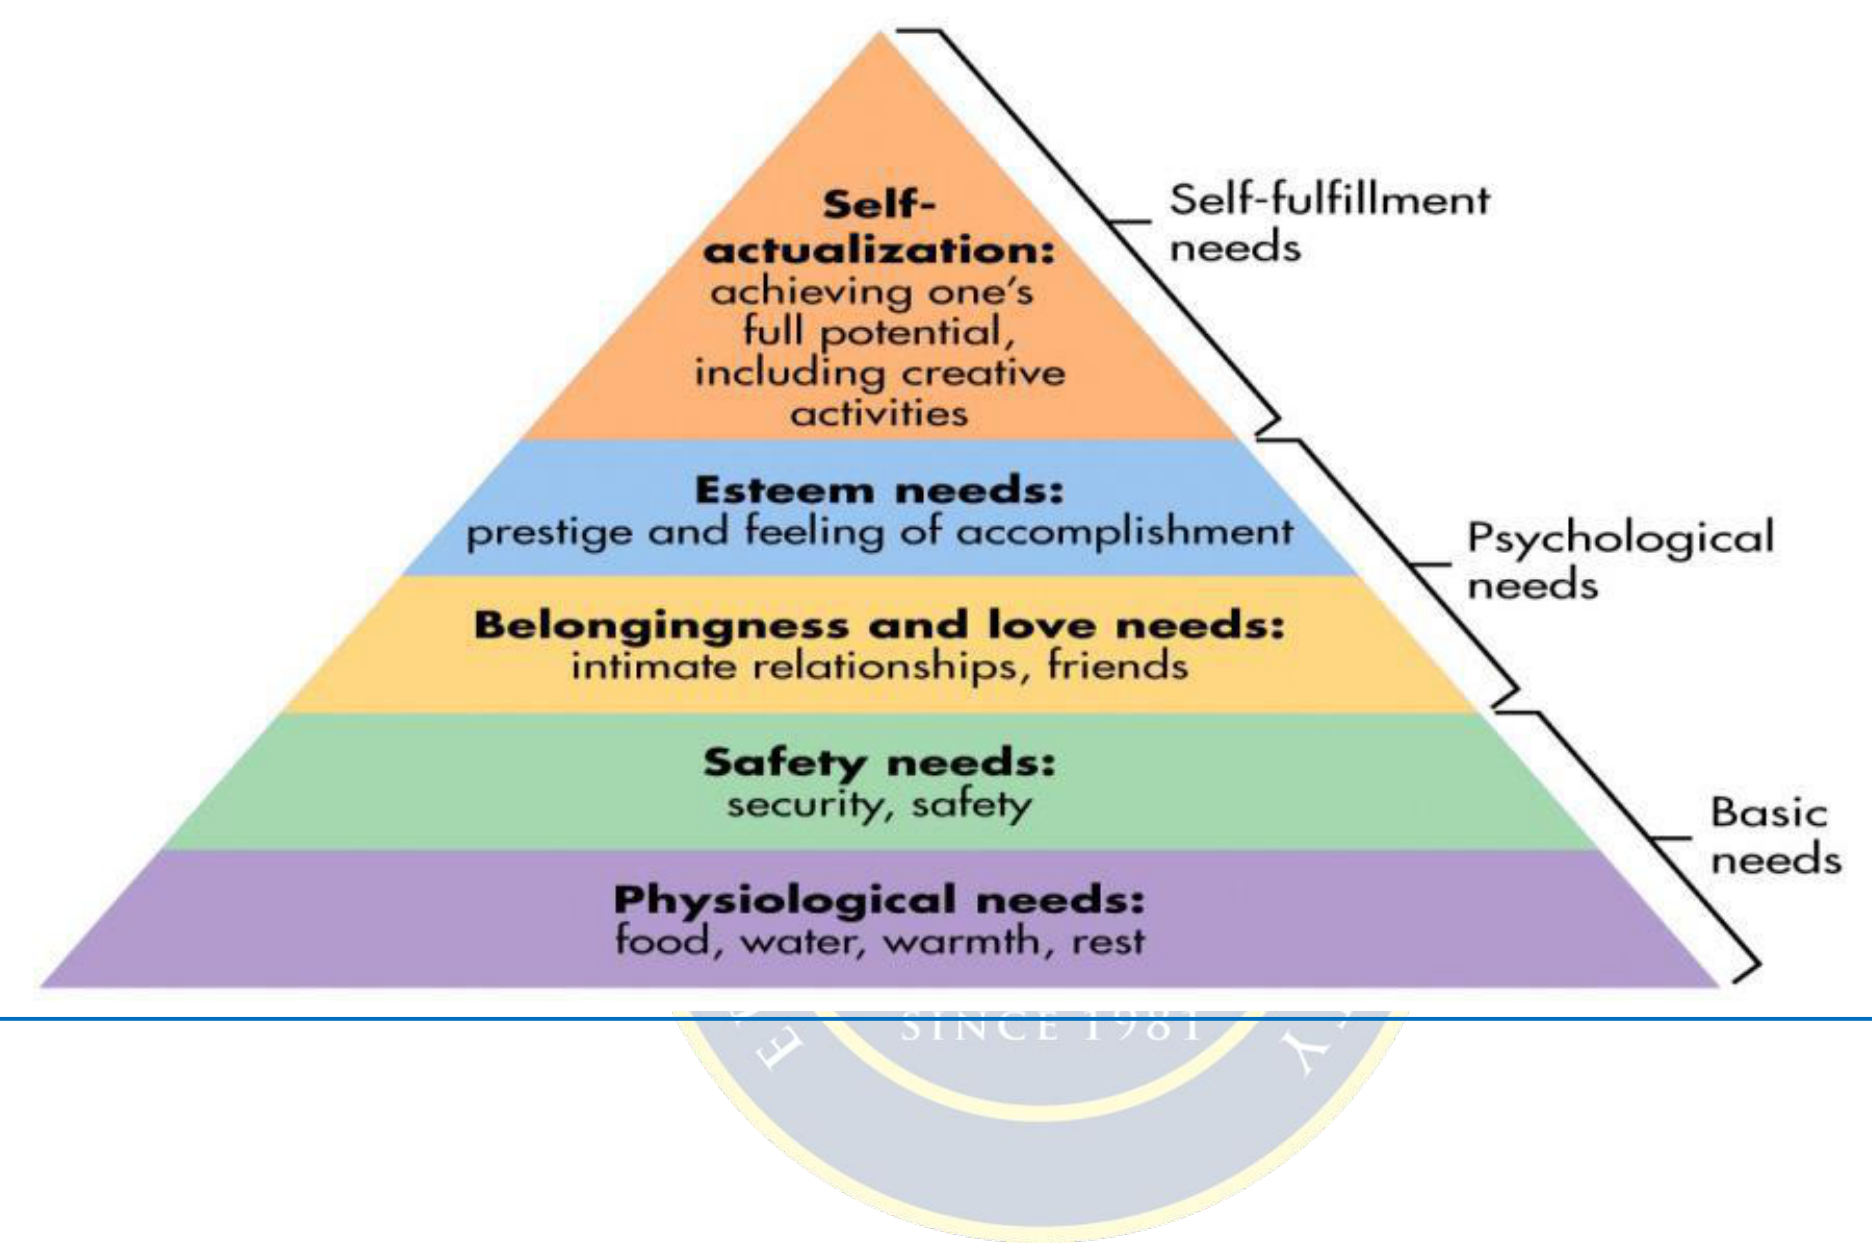 Self-
actualization:
achieving one's
full potential,
including creative
activities
Self-fulfillment
needs
Esteem needs:
prestige and feeling of accomplishment
Psychological
needs
Belongingness and love needs:
intimate relationships, friends
Safety needs:
security, safety
Basic
needs
Physiological needs:
food, water, warmth, rest
SINCE 1981